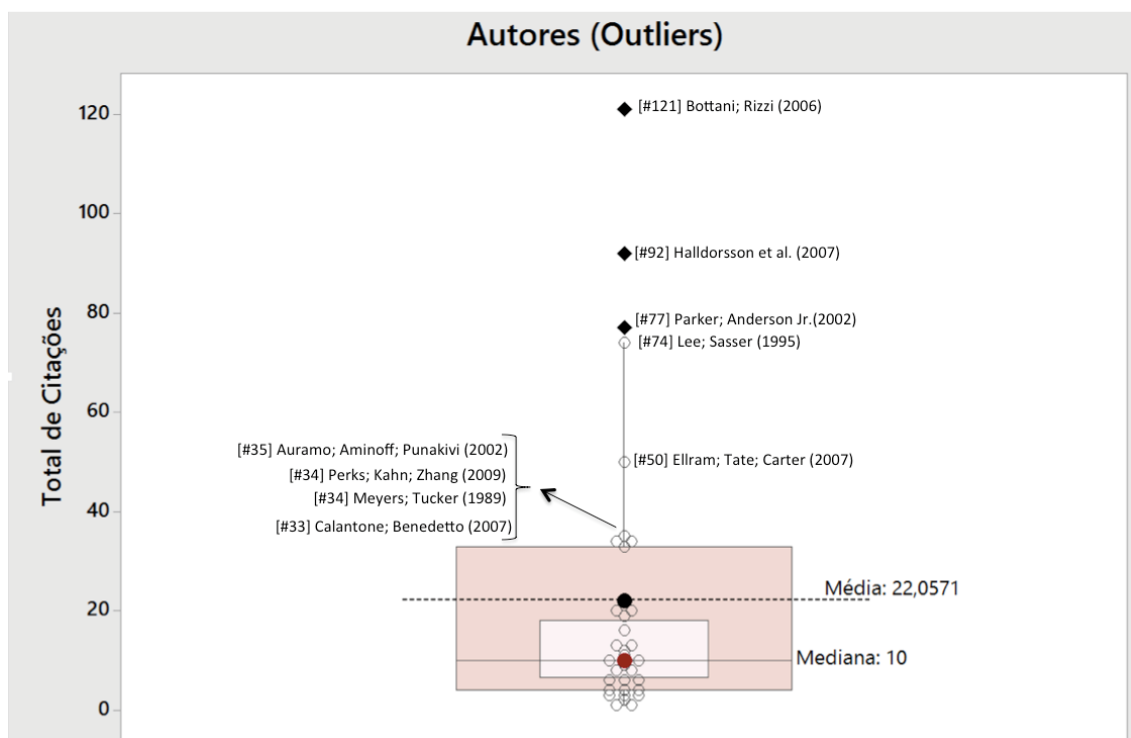 Autores (Outliers)
Total de Citações
120
100
80
60
40
20
0
[#121] Bottani; Rizzi (2006)
[#92] Halldorsson et al. (2007)
[#77] Parker; Anderson Jr.(2002)
[#74] Lee; Sasser (1995)
[#50] Ellram; Tate; Carter (2007)
[#35] Auramo; Aminoff; Punakivi (2002)
[#34] Perks; Kahn; Zhang (2009)
[#34] Meyers; Tucker (1989)
[#33] Calantone; Benedetto (2007)
Média: 22,0571
Mediana: 10